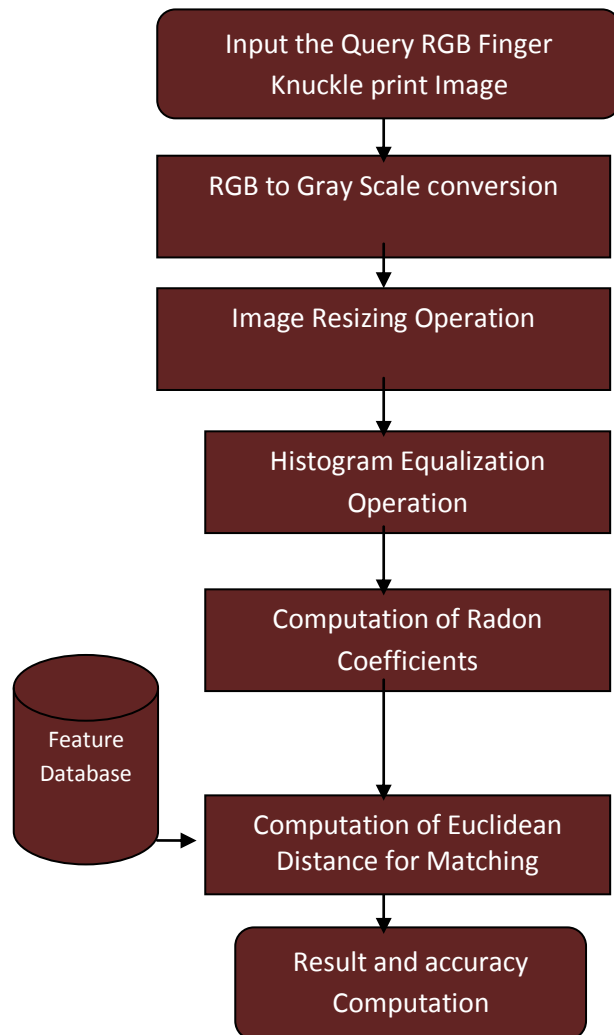 Input the Query RGB Finger
Knuckle print Image
RGB to Gray Scale conversion
Image Resizing Operation
Histogram Equalization
Operation
Computation of Radon
Coefficients
Feature
Database
Computation of Euclidean
Distance for Matching
Result and accuracy
Computation